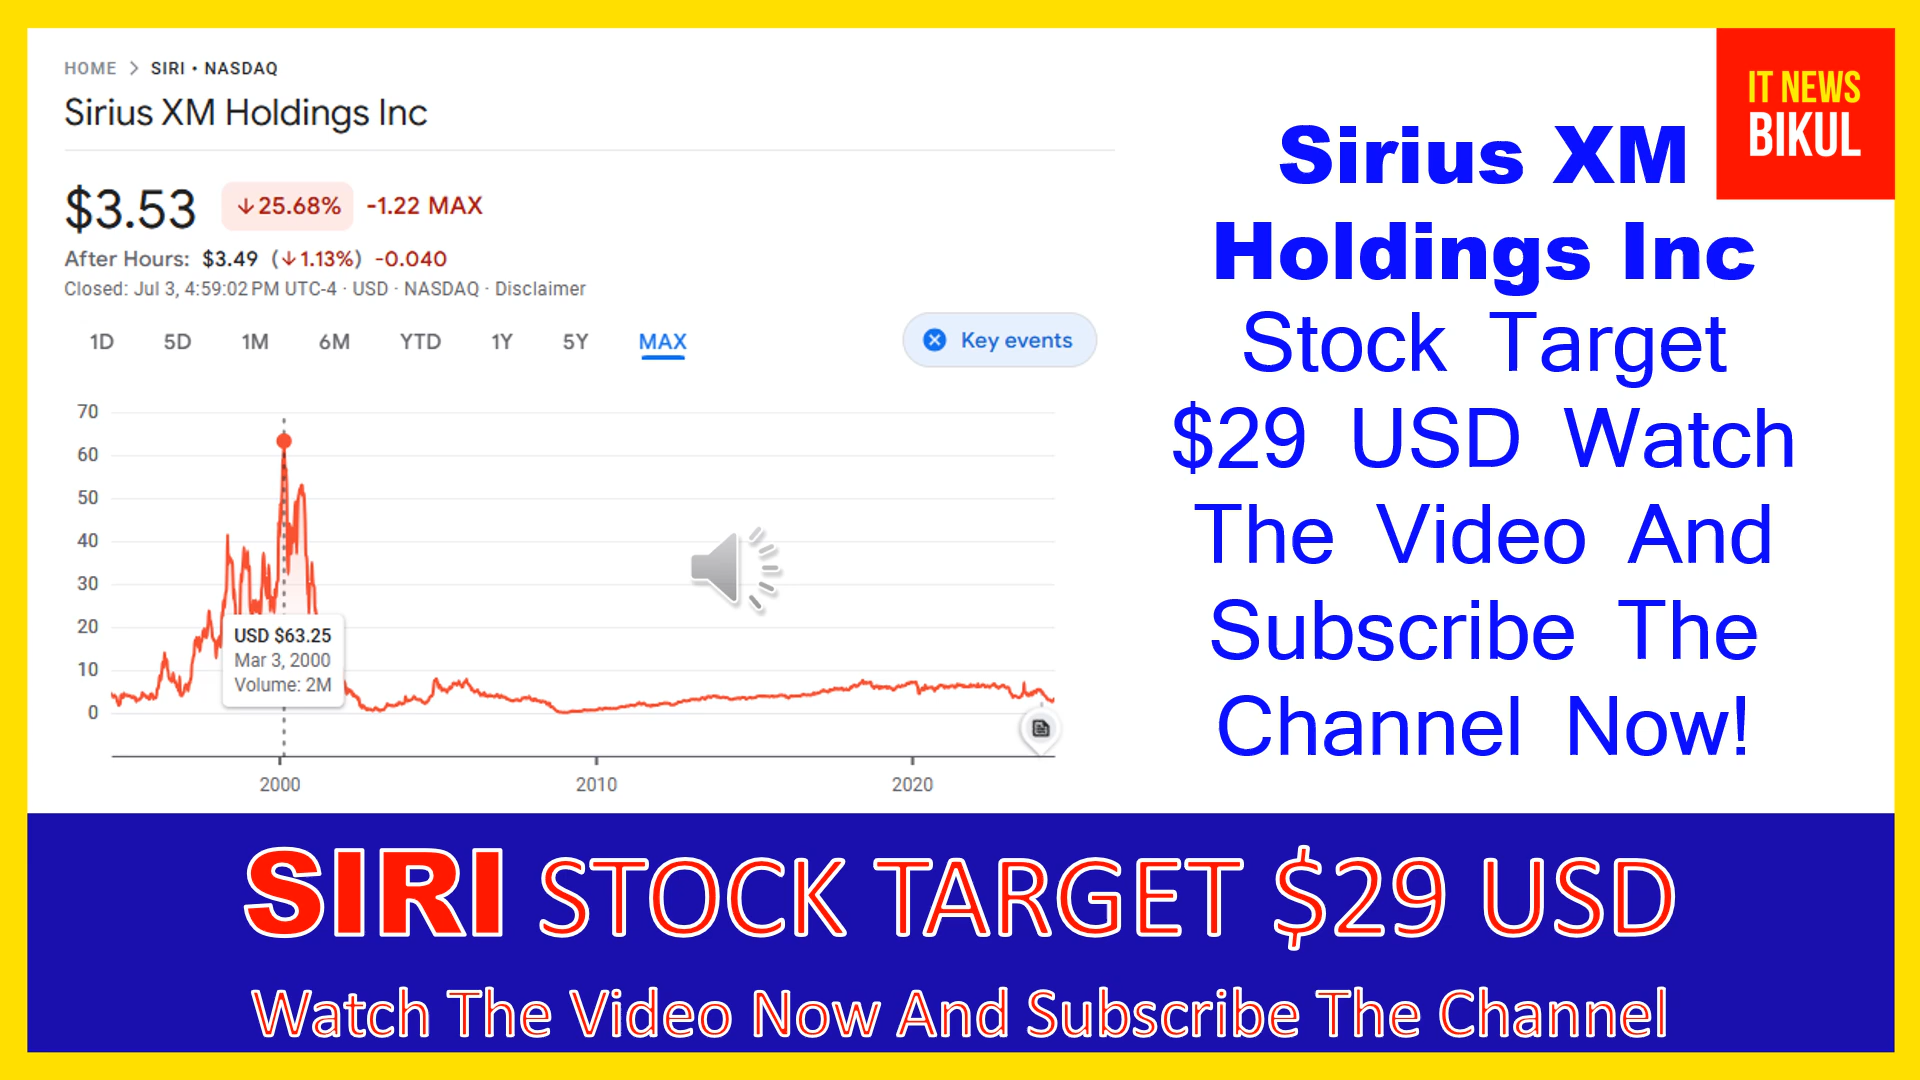 HOME > SIRI • NASDAQ
Sirius XM Holdings Inc
$3.53 ↓25.68% -1.22 MAX
After Hours: $3.49 (↓1.13%) -0.040
Closed: Jul 3, 4:59:02 PM UTC-4 · USD · NASDAQ · Disclaimer
1D 5D 1M 6M YTD 1Y 5Y MAX
Key events
70
60
50
40
30
20
10
0
USD $63.25
Mar 3, 2000
Volume: 2M
2000 2010 2020
IT NEWS
BIKUL
Sirius XM
Holdings Inc
Stock Target
$29 USD Watch
The Video And
Subscribe The
Channel Now!
SIRI STOCK TARGET $29 USD
Watch The Video Now And Subscribe The Channel